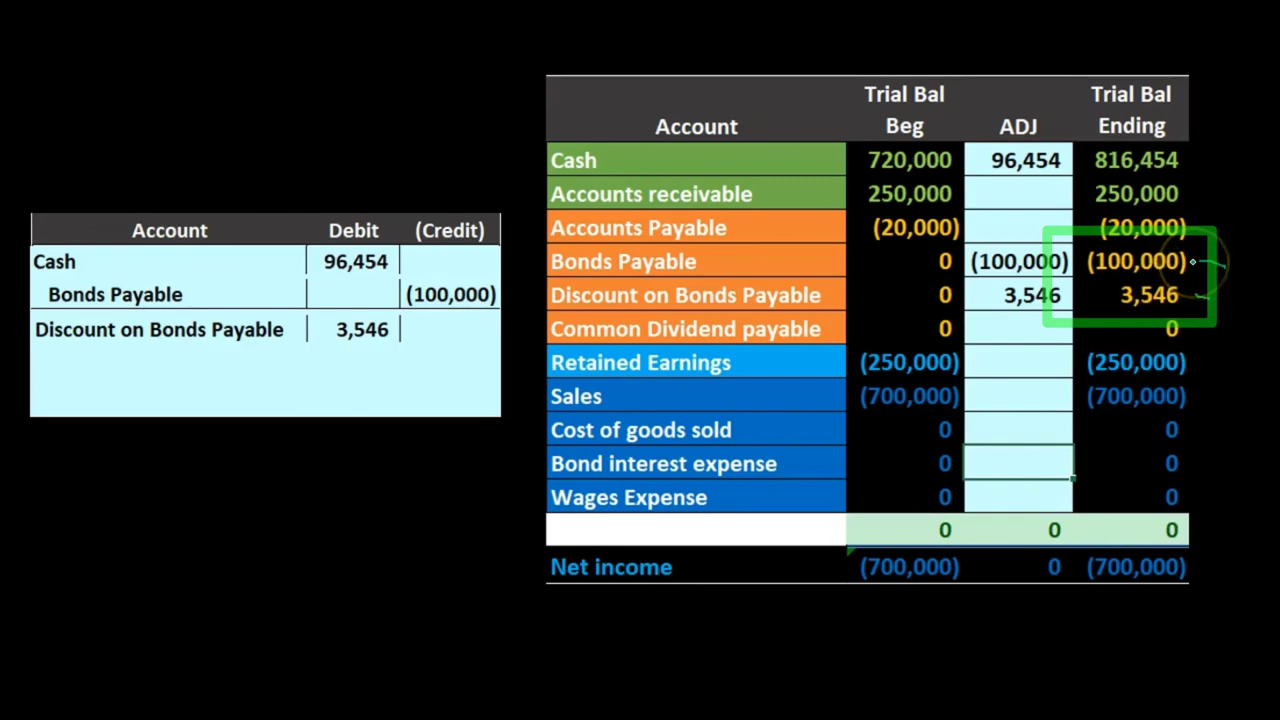 Account Debit (Credit)
Cash 96,454
Bonds Payable (100,000)
Discount on Bonds Payable 3,546
Trial Bal Trial Bal
Account Beg ADJ Ending
Cash 720,000 96,454 816,454
Accounts receivable 250,000 250,000
Accounts Payable (20,000) (20,000)
Bonds Payable 0 (100,000) (100,000)
Discount on Bonds Payable 0 3,546 3,546
Common Dividend payable 0 0
Retained Earnings (250,000) (250,000)
Sales (700,000) (700,000)
Cost of goods sold 0 0
Bond interest expense 0 0
Wages Expense 0 0
0 0 0
Net income (700,000) 0 (700,000)